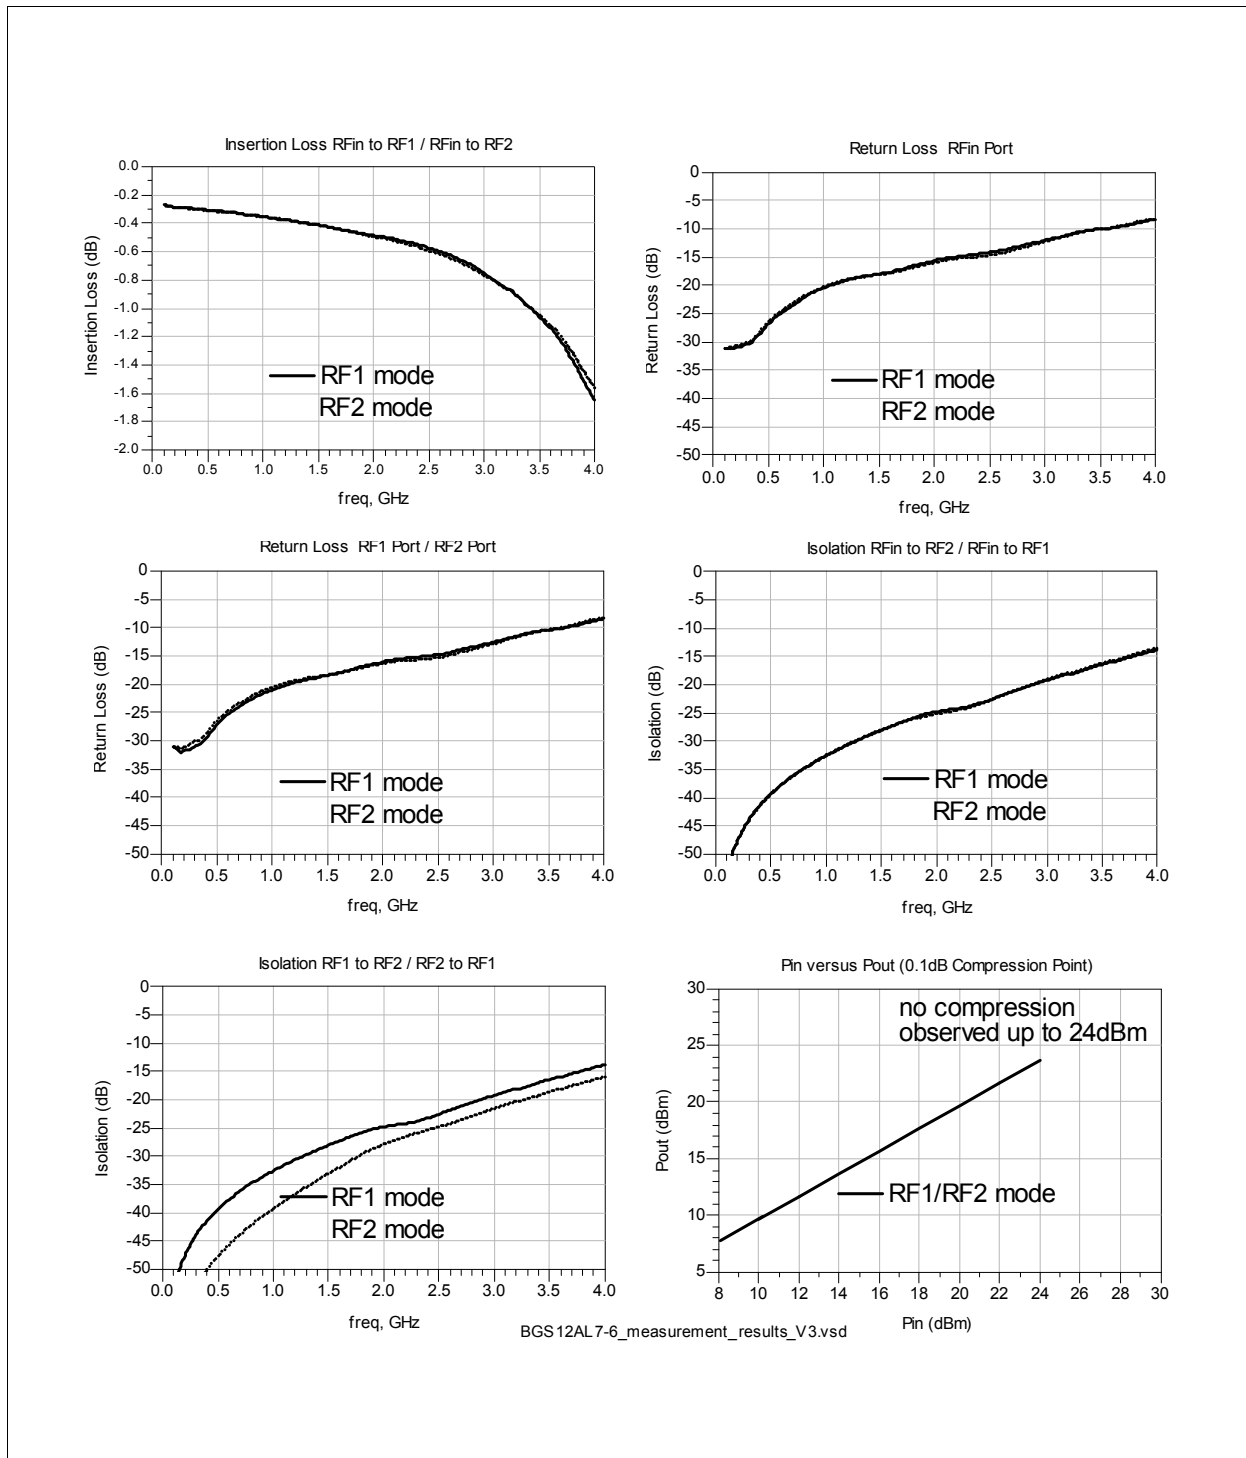 Insertion Loss RFin to RF1 / RFin to RF2
0.0
-0.2
-0.4
-0.6
-0.8
-1.0
-1.2
-1.4
-1.6
-1.8
-2.0
Insertion Loss (dB)
RF1 mode
RF2 mode
0.0 0.5 1.0 1.5 2.0 2.5 3.0 3.5 4.0
freq, GHz
Return Loss RFin Port
0
-5
-10
-15
-20
-25
-30
-35
-40
-45
-50
Return Loss (dB)
RF1 mode
RF2 mode
0.0 0.5 1.0 1.5 2.0 2.5 3.0 3.5 4.0
freq, GHz
Return Loss RF1 Port / RF2 Port
0
-5
-10
-15
-20
-25
-30
-35
-40
-45
-50
Return Loss (dB)
RF1 mode
RF2 mode
0.0 0.5 1.0 1.5 2.0 2.5 3.0 3.5 4.0
freq, GHz
Isolation RFin to RF2 / RFin to RF1
0
-5
-10
-15
-20
-25
-30
-35
-40
-45
-50
Isolation (dB)
RF1 mode
RF2 mode
0.0 0.5 1.0 1.5 2.0 2.5 3.0 3.5 4.0
freq, GHz
Isolation RF1 to RF2 / RF2 to RF1
0
-5
-10
-15
-20
-25
-30
-35
-40
-45
-50
Isolation (dB)
RF1 mode
RF2 mode
0.0 0.5 1.0 1.5 2.0 2.5 3.0 3.5 4.0
freq, GHz
Pin versus Pout (0.1dB Compression Point)
30
25
20
15
10
5
Pout (dBm)
no compression
observed up to 24dBm
RF1/RF2 mode
8 10 12 14 16 18 20 22 24 26 28 30
Pin (dBm)
BGS12AL7-6_measurement_results_V3.vsd